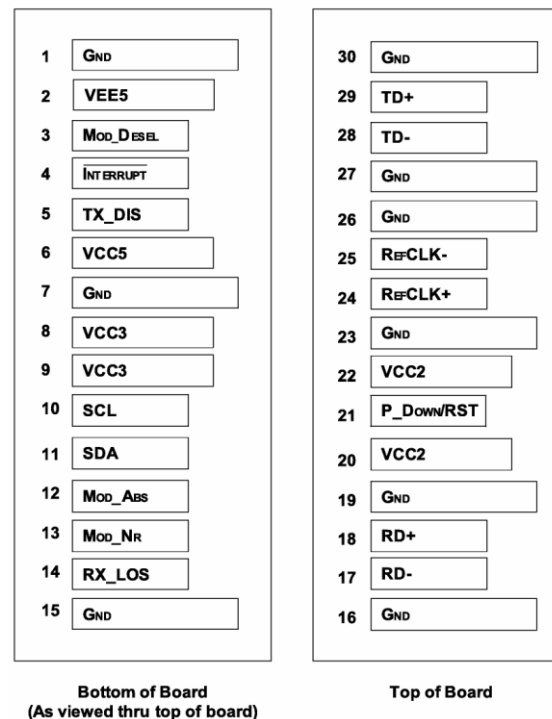 1 GND
2 VEE5
3 MOD_DESEL
4 INTERRUPT
5 TX_DIS
6 VCC5
7 GND
8 VCC3
9 VCC3
10 SCL
11 SDA
12 MOD_ABS
13 MOD_NR
14 RX_LOS
15 GND
Bottom of Board
(As viewed thru top of board)
30 GND
29 TD+
28 TD-
27 GND
26 GND
25 REFCLK-
24 REFCLK+
23 GND
22 VCC2
21 P_DOWN/RST
20 VCC2
19 GND
18 RD+
17 RD-
16 GND
Top of Board